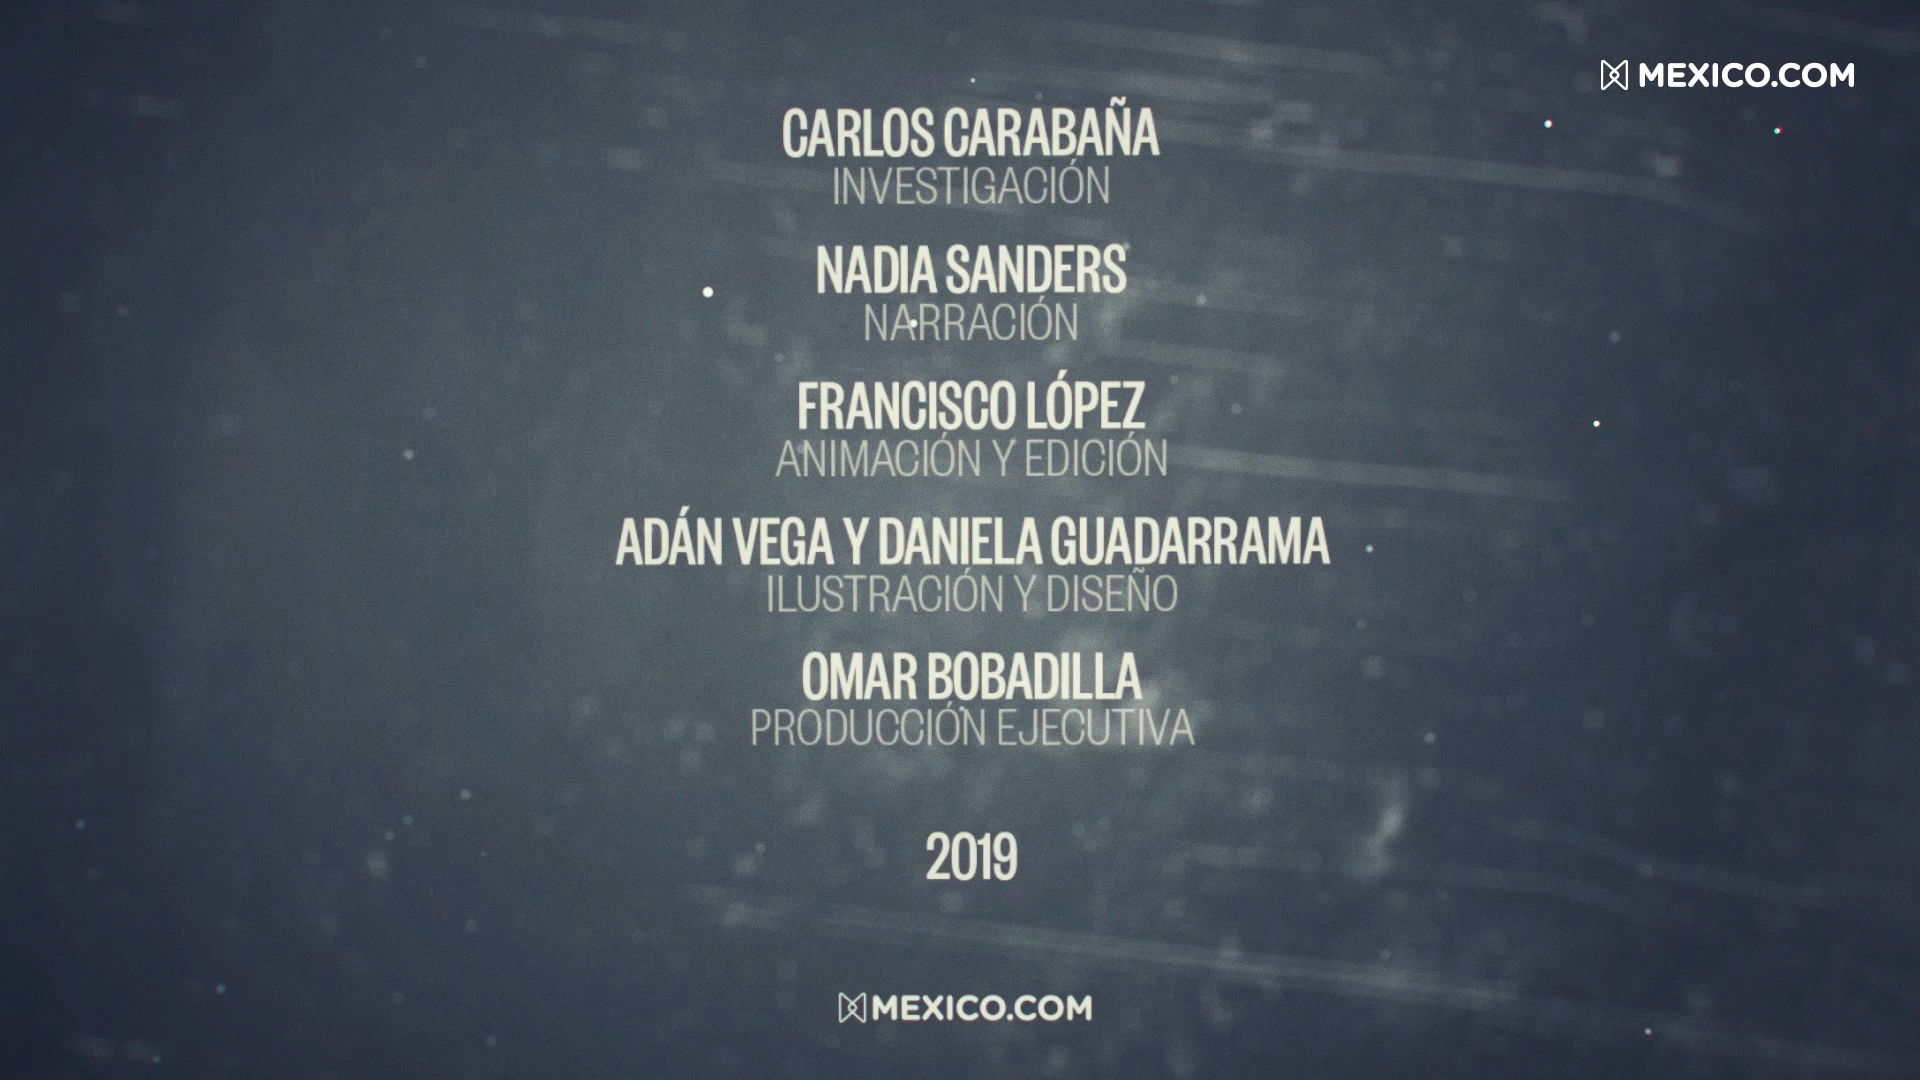 MEXICO.COM
CARLOS CARABAÑA
INVESTIGACIÓN
NADIA SANDERS
NARRACIÓN
FRANCISCO LÓPEZ
ANIMACIÓN Y EDICIÓN
ADÁN VEGA Y DANIELA GUADARRAMA
ILUSTRACIÓN Y DISEÑO
OMAR BOBADILLA
PRODUCCIÓN EJECUTIVA
2019
MEXICO.COM